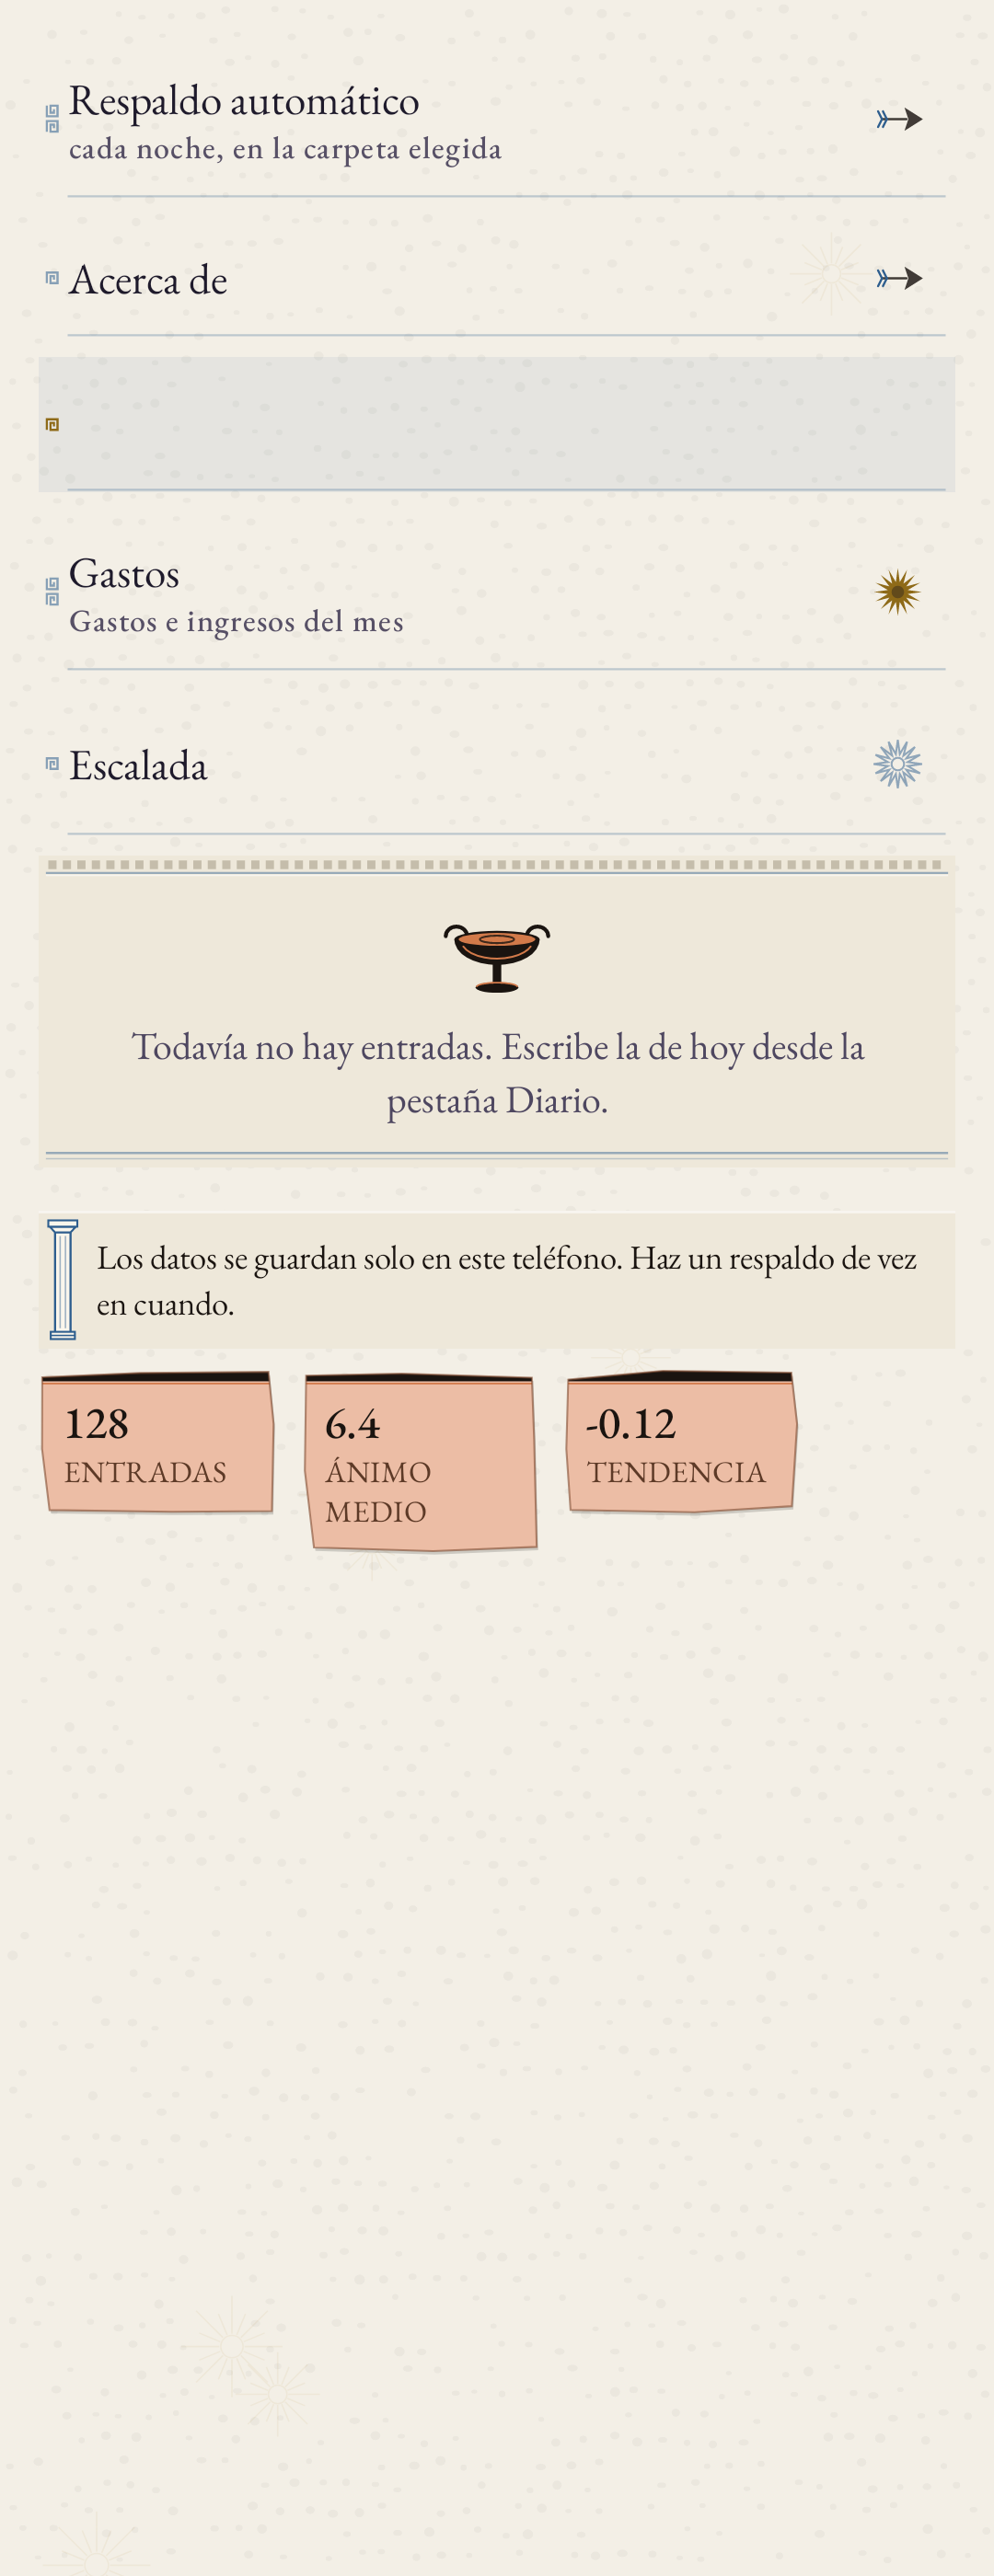 Respaldo automático
cada noche, en la carpeta elegida
Acerca de
Gastos
Gastos e ingresos del mes
Escalada
Todavía no hay entradas. Escribe la de hoy desde la
pestaña Diario.
Los datos se guardan solo en este teléfono. Haz un respaldo de vez
en cuando.
128
ENTRADAS
6.4
ÁNIMO
MEDIO
-0.12
TENDENCIA